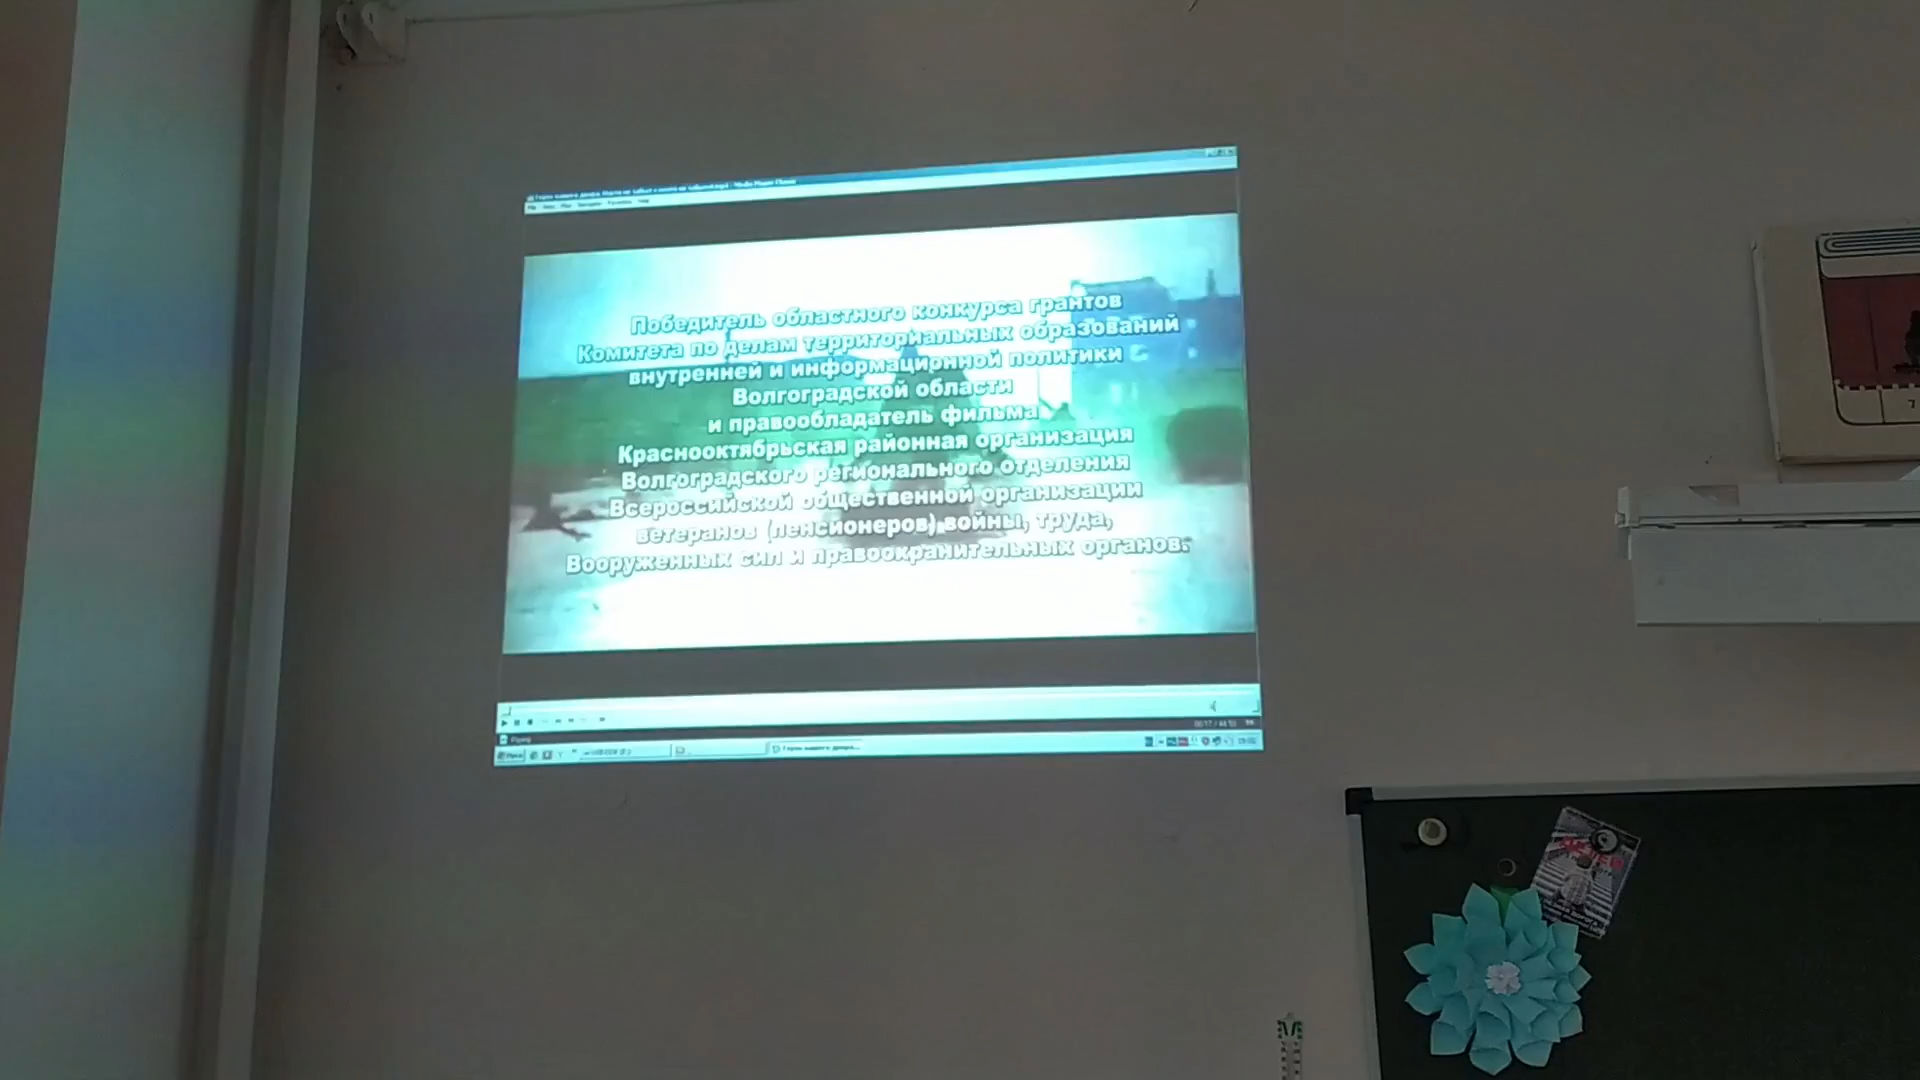 Победитель областного конкурса грантов
Комитета по делам территориальных образований
внутренней и информационной политики
Волгоградской области
и правообладатель фильма
Краснооктябрьская районная организация
Волгоградского регионального отделения
Всероссийской общественной организации
ветеранов (пенсионеров) войны, труда,
Вооруженных сил и правоохранительных органов.
7